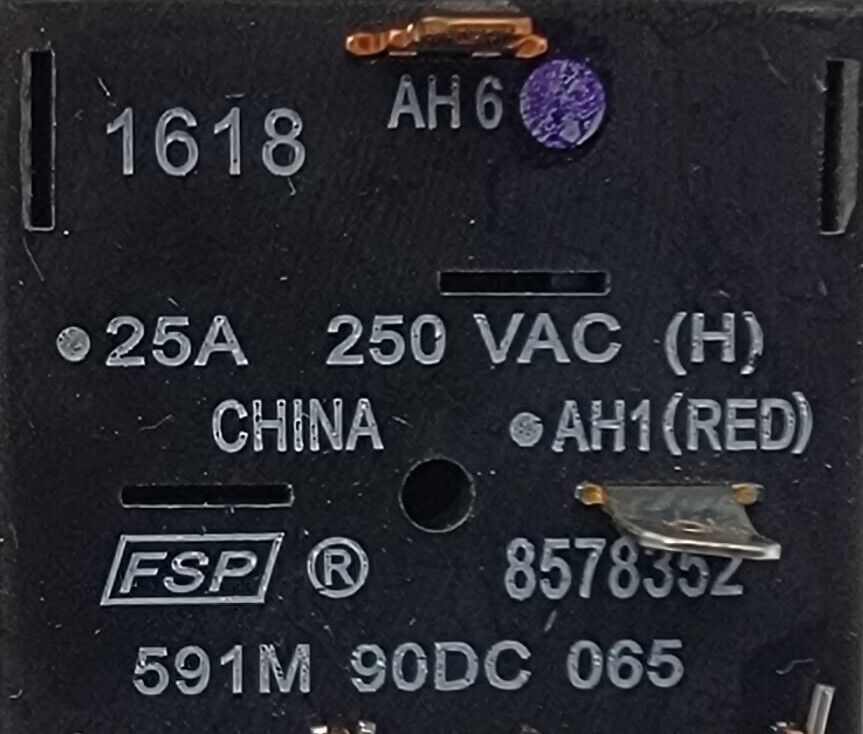 AH 6
1618
25A 250 VAC (H)
CHINA AH1(RED)
FSP ® 8578352
591M 90DC 065